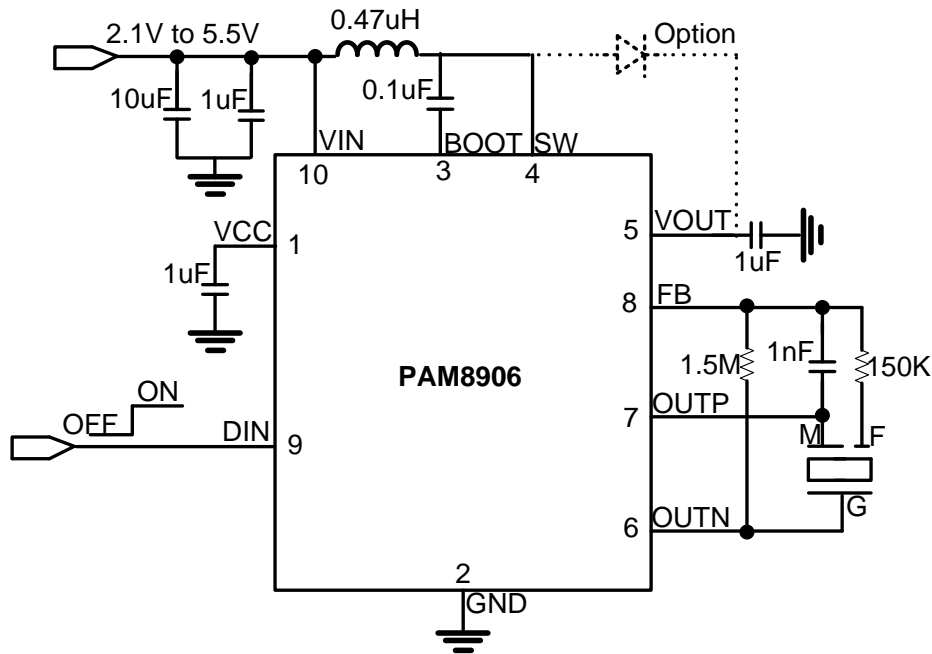 2.1V to 5.5V
0.47uH
Option
10uF
1uF
0.1uF
VIN
BOOT
SW
10
3
4
VCC
1
5
VOUT
1uF
1uF
8
FB
1.5M
1nF
150K
PAM8906
OFF
ON
DIN
9
7
OUTP
M
F
G
6
OUTN
2
GND